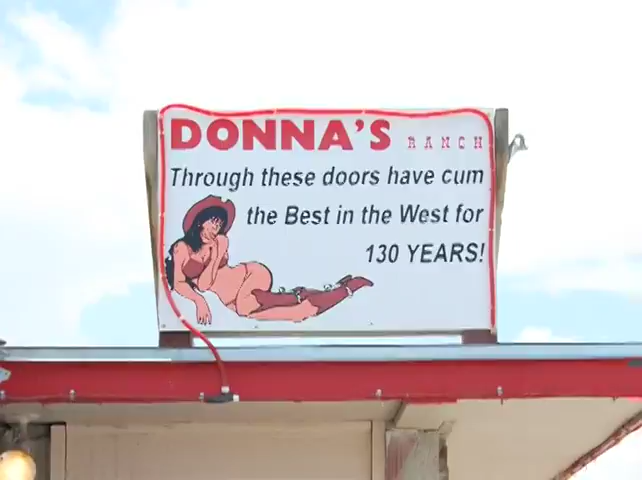 DONNA'S RANCH
Through these doors have cum
the Best in the West for
130 YEARS!